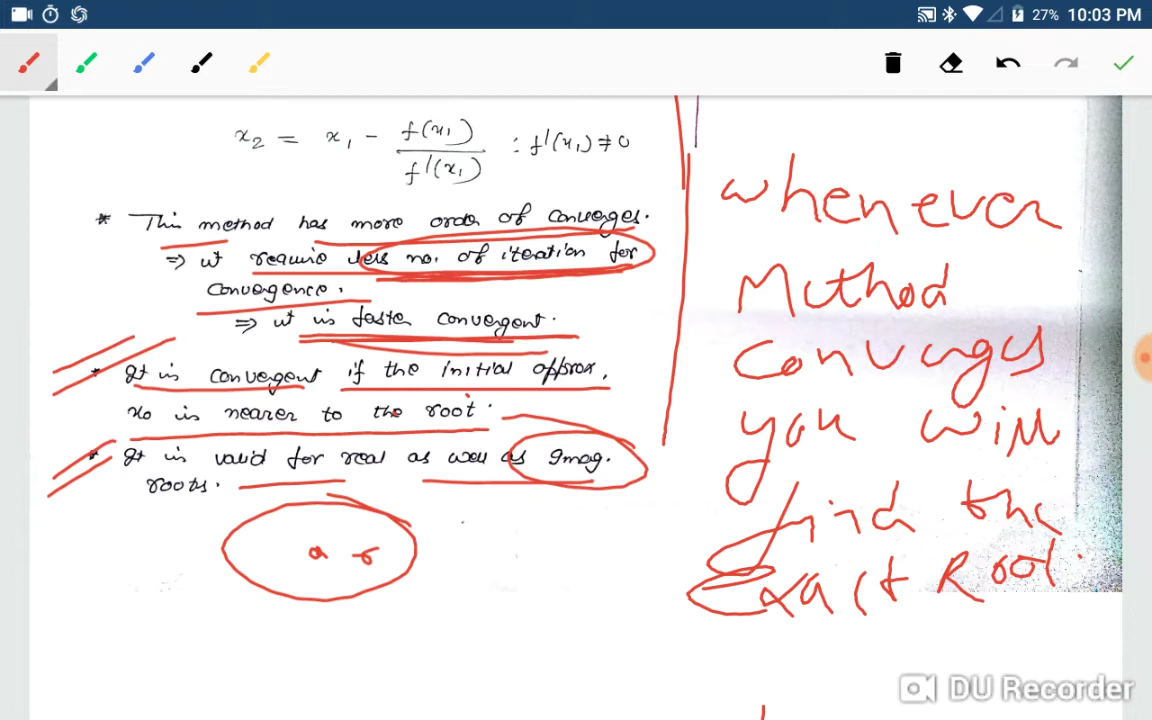 27% 10:03 PM
x₂ = x₁ - f(x₁) / f'(x₁) : f'(x₁) ≠ 0
* This method has more order of converges.
⇒ it require less no. of iteration for
convergence.
⇒ it is faster convergent.
* It is convergent if the initial approx.
x₀ is nearer to the root.
* It is valid for real as well as Imag.
roots.
whenever
Method
converges
you will
find the
Exact Root.
DU Recorder